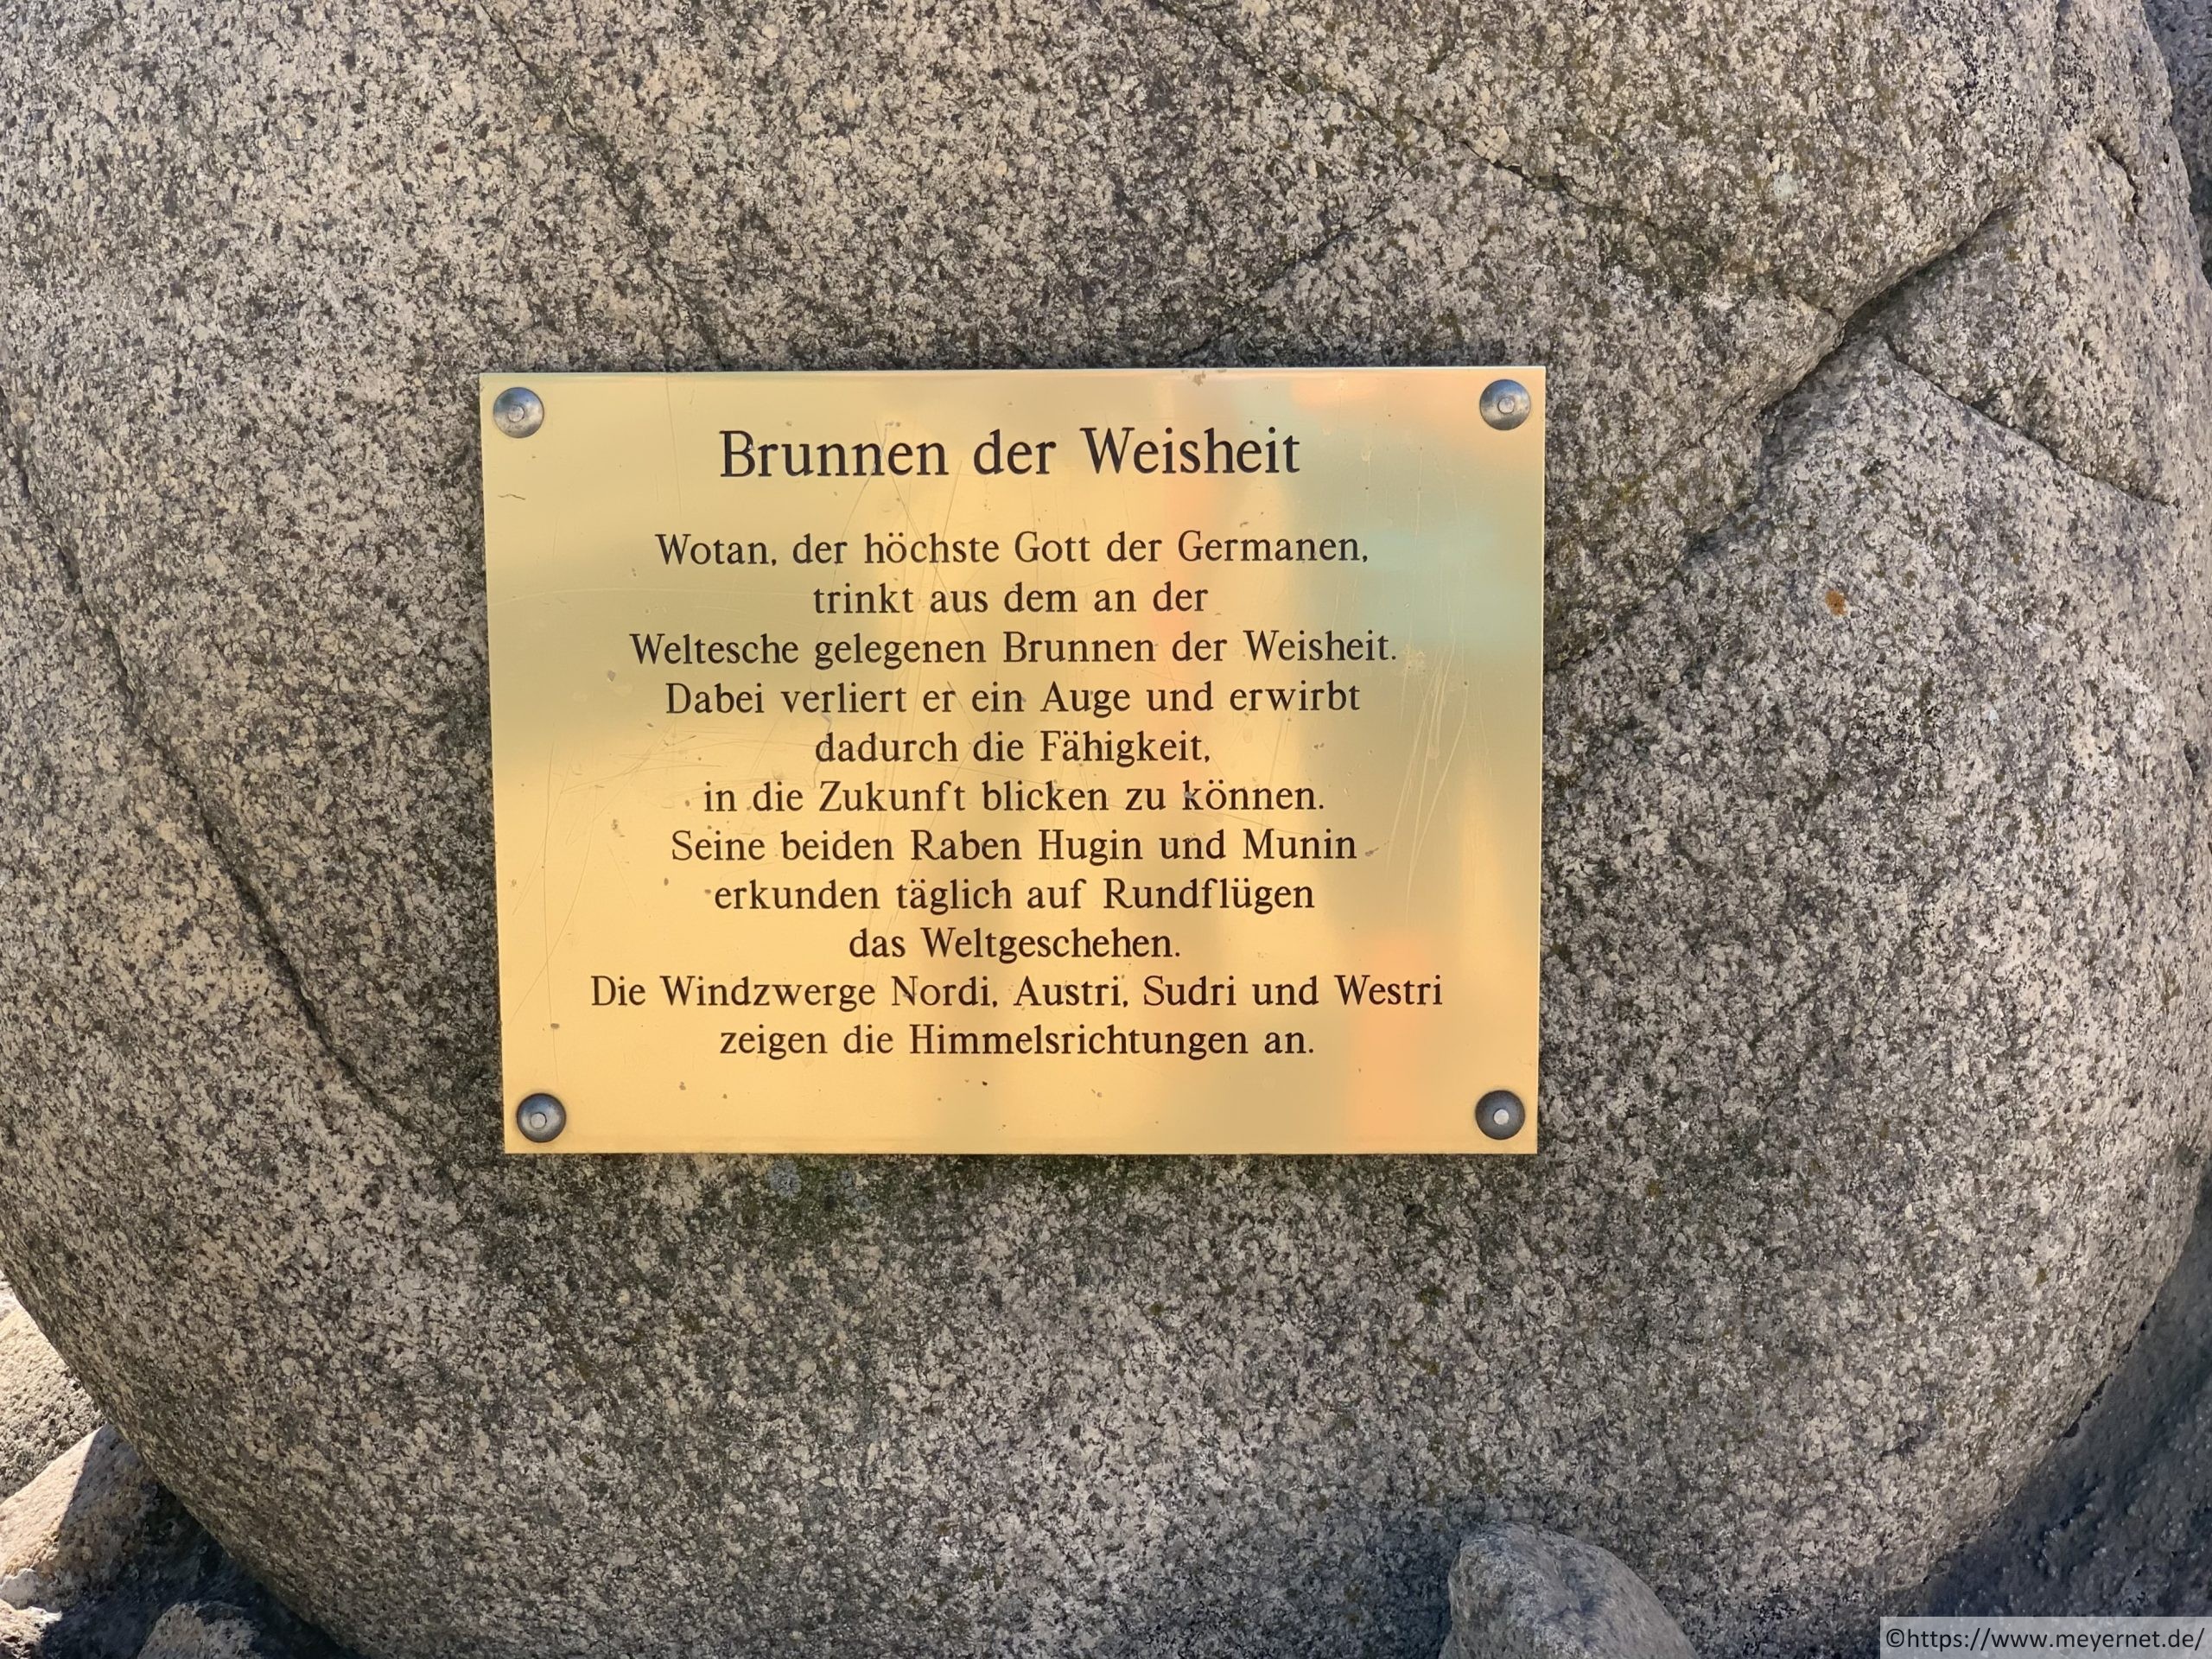 Brunnen der Weisheit
Wotan, der höchste Gott der Germanen,
trinkt aus dem an der
Weltesche gelegenen Brunnen der Weisheit.
Dabei verliert er ein Auge und erwirbt
dadurch die Fähigkeit,
in die Zukunft blicken zu können.
Seine beiden Raben Hugin und Munin
erkunden täglich auf Rundflügen
das Weltgeschehen.
Die Windzwerge Nordi, Austri, Sudri und Westri
zeigen die Himmelsrichtungen an.
©https://www.meyernet.de/